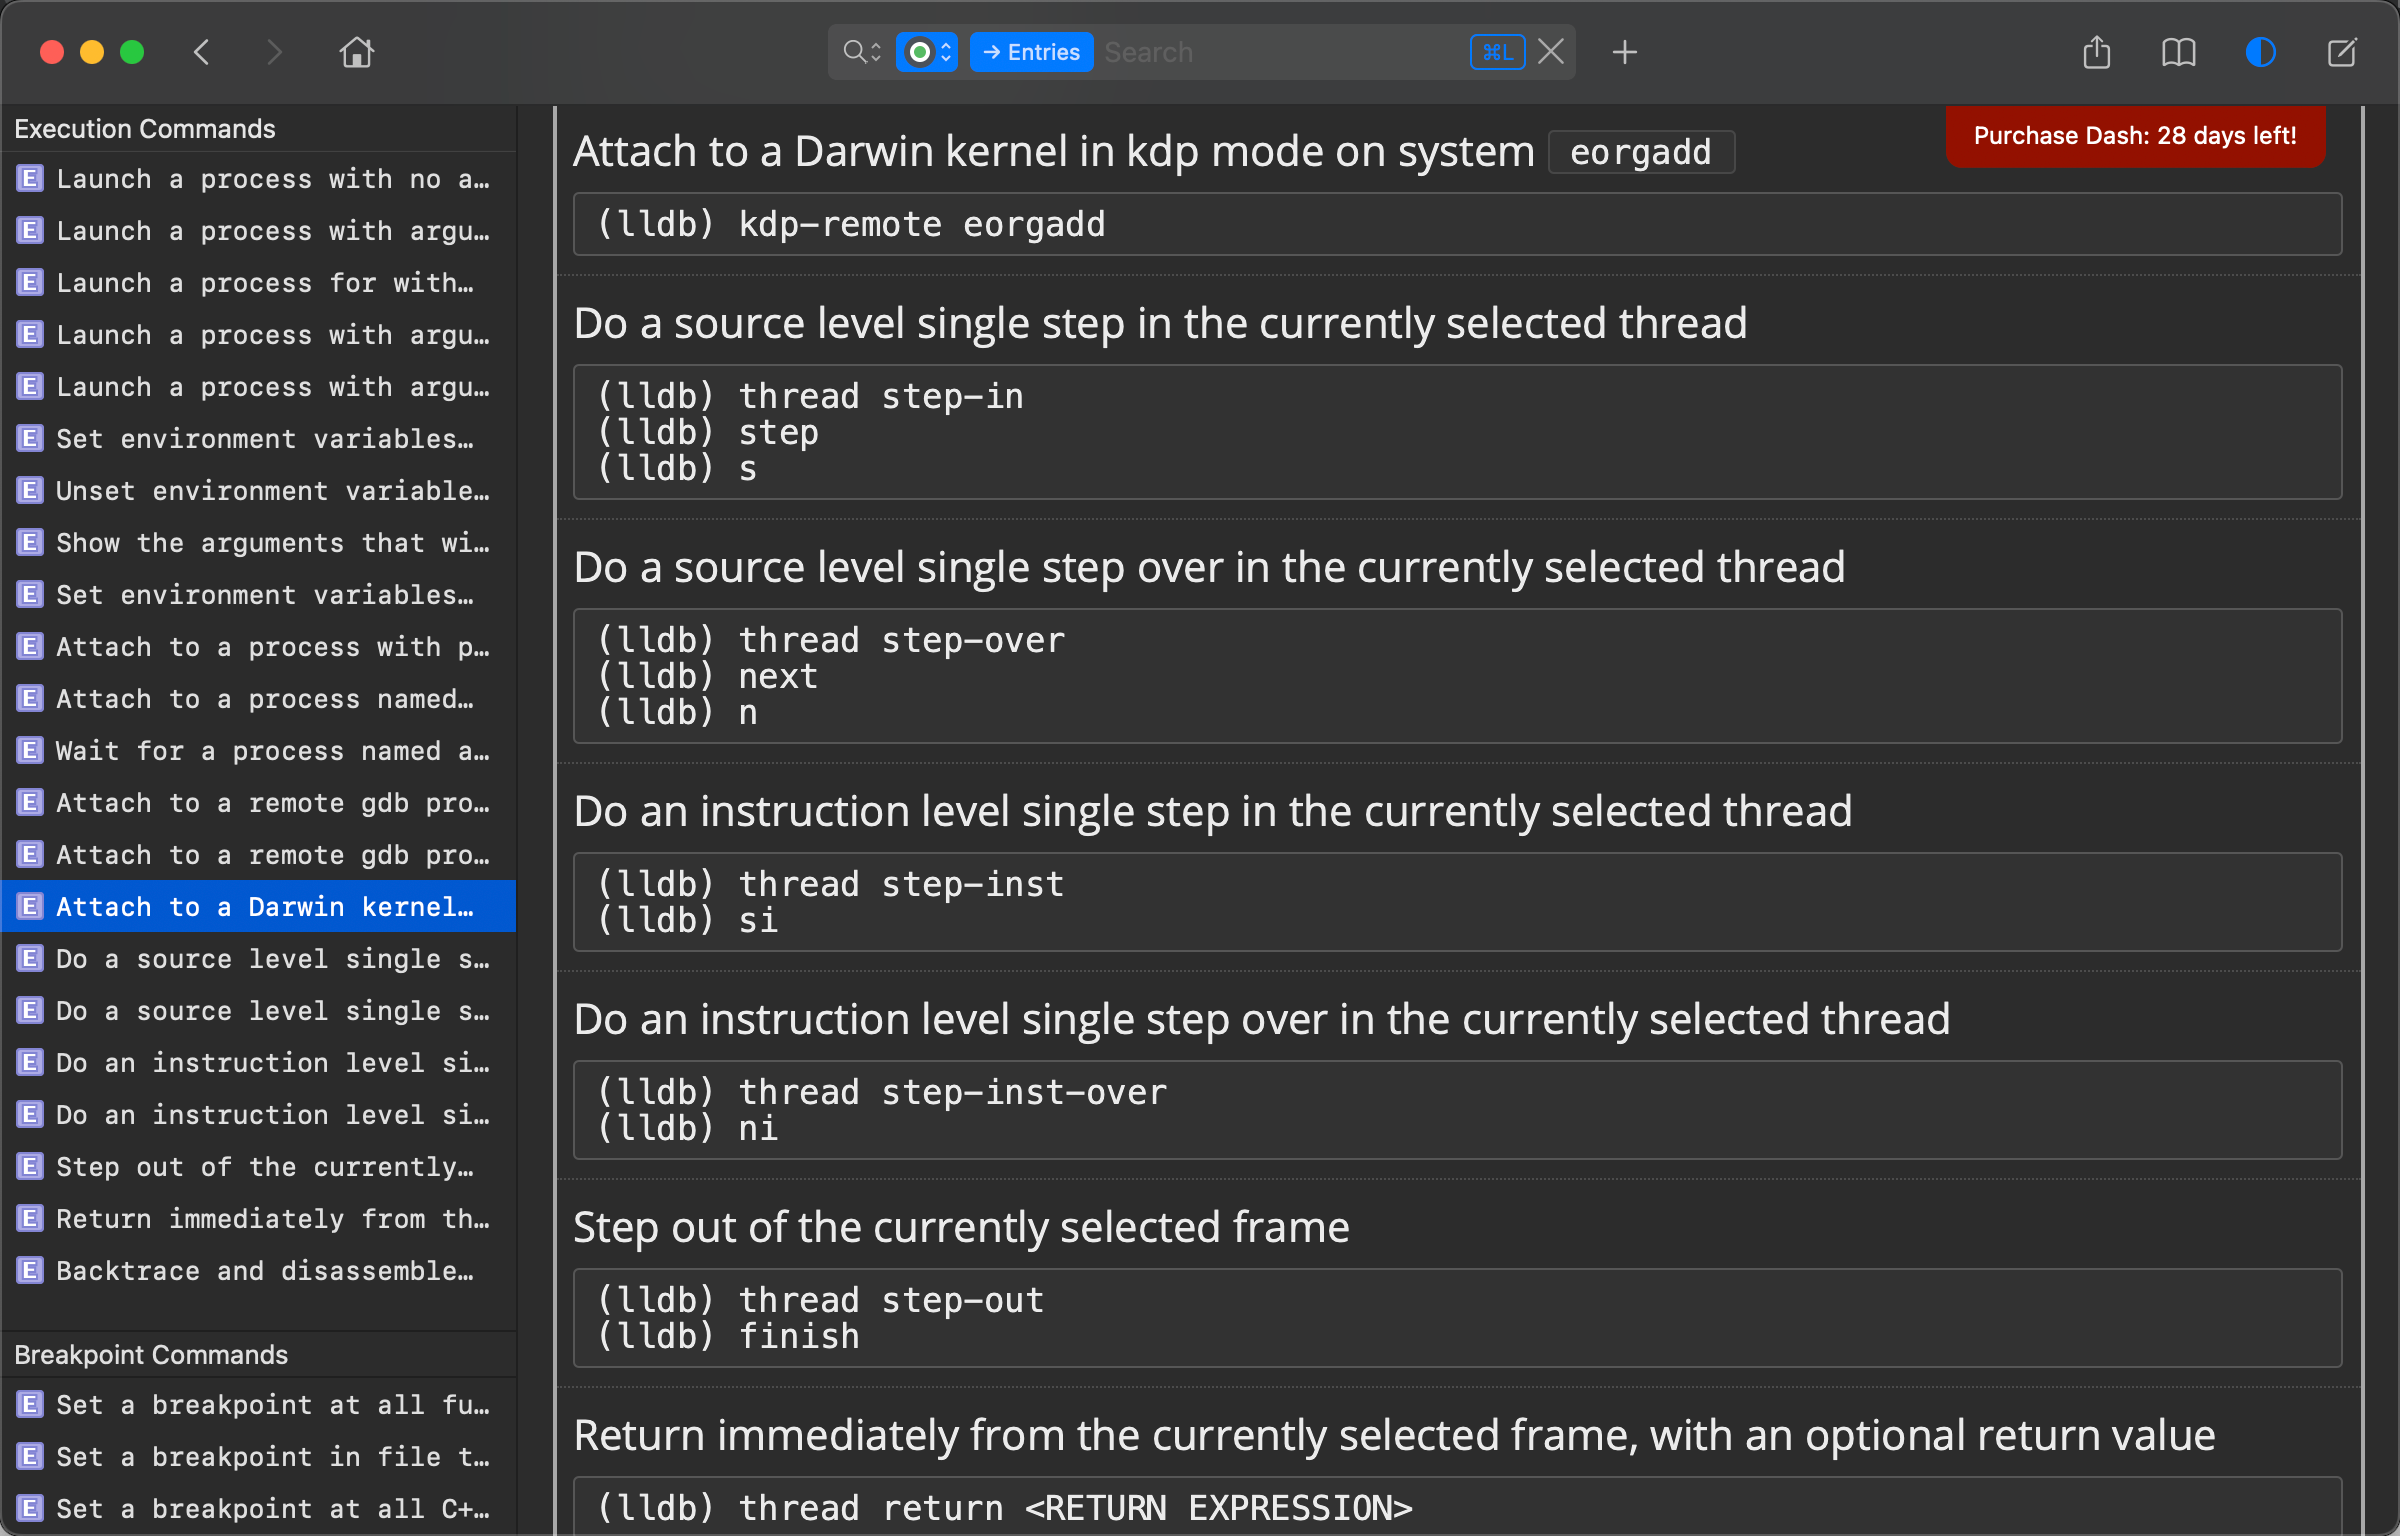 → Entries Search ⌘L
Purchase Dash: 28 days left!
Execution Commands
E Launch a process with no a…
E Launch a process with argu…
E Launch a process for with…
E Launch a process with argu…
E Launch a process with argu…
E Set environment variables…
E Unset environment variable…
E Show the arguments that wi…
E Set environment variables…
E Attach to a process with p…
E Attach to a process named…
E Wait for a process named a…
E Attach to a remote gdb pro…
E Attach to a remote gdb pro…
E Attach to a Darwin kernel…
E Do a source level single s…
E Do a source level single s…
E Do an instruction level si…
E Do an instruction level si…
E Step out of the currently…
E Return immediately from th…
E Backtrace and disassemble…
Breakpoint Commands
E Set a breakpoint at all fu…
E Set a breakpoint in file t…
E Set a breakpoint at all C+…
Attach to a Darwin kernel in kdp mode on system eorgadd
(lldb) kdp-remote eorgadd
Do a source level single step in the currently selected thread
(lldb) thread step-in
(lldb) step
(lldb) s
Do a source level single step over in the currently selected thread
(lldb) thread step-over
(lldb) next
(lldb) n
Do an instruction level single step in the currently selected thread
(lldb) thread step-inst
(lldb) si
Do an instruction level single step over in the currently selected thread
(lldb) thread step-inst-over
(lldb) ni
Step out of the currently selected frame
(lldb) thread step-out
(lldb) finish
Return immediately from the currently selected frame, with an optional return value
(lldb) thread return <RETURN EXPRESSION>